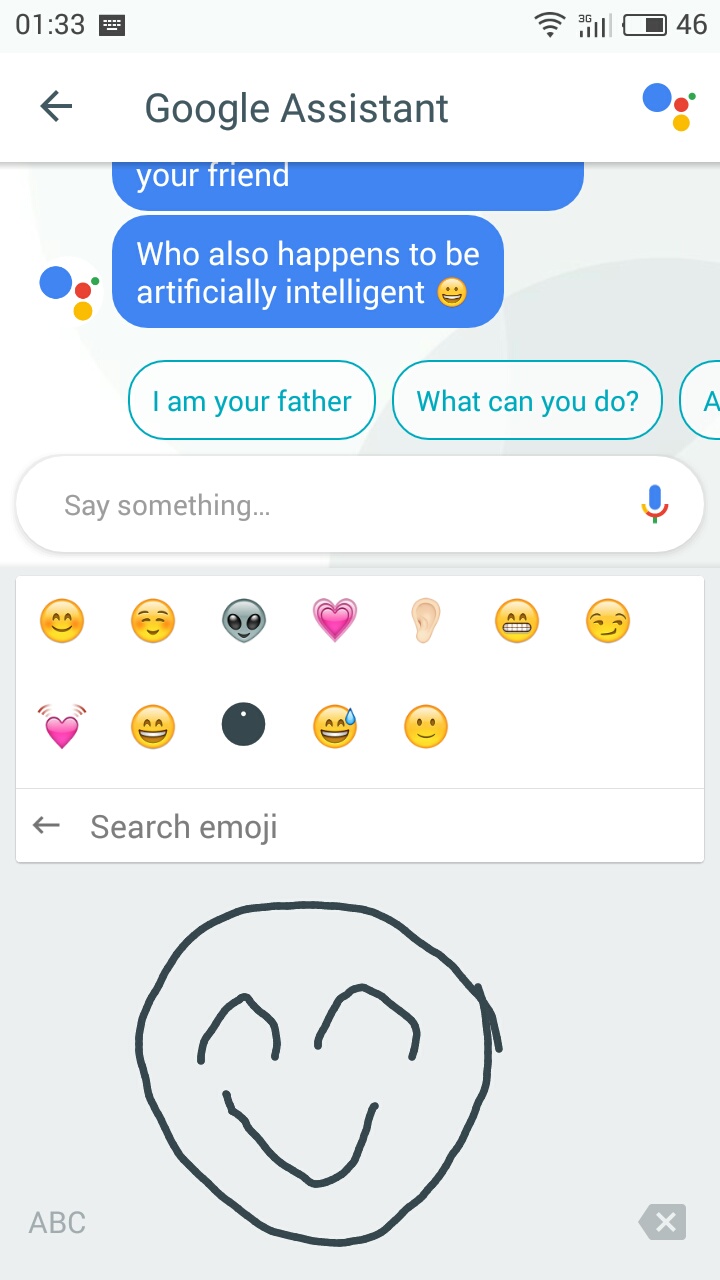 01:33 3G 46
Google Assistant
your friend
Who also happens to be
artificially intelligent 😀
I am your father What can you do? A
Say something...
Search emoji
ABC